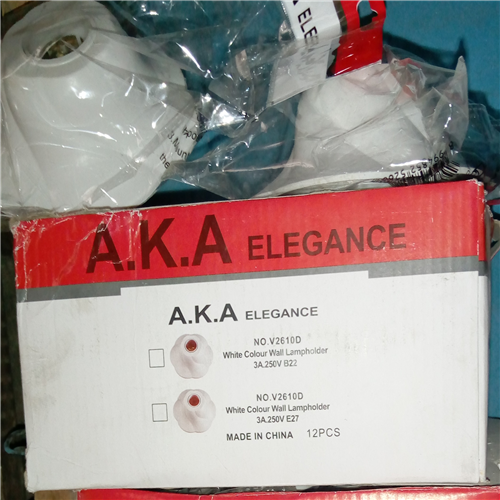 ELEGANCE
A.K.A ELEGANCE
A.K.A ELEGANCE
NO.V2610D
White Colour Wall Lampholder
3A.250V B22
NO.V2610D
White Colour Wall Lampholder
3A.250V E27
MADE IN CHINA 12PCS